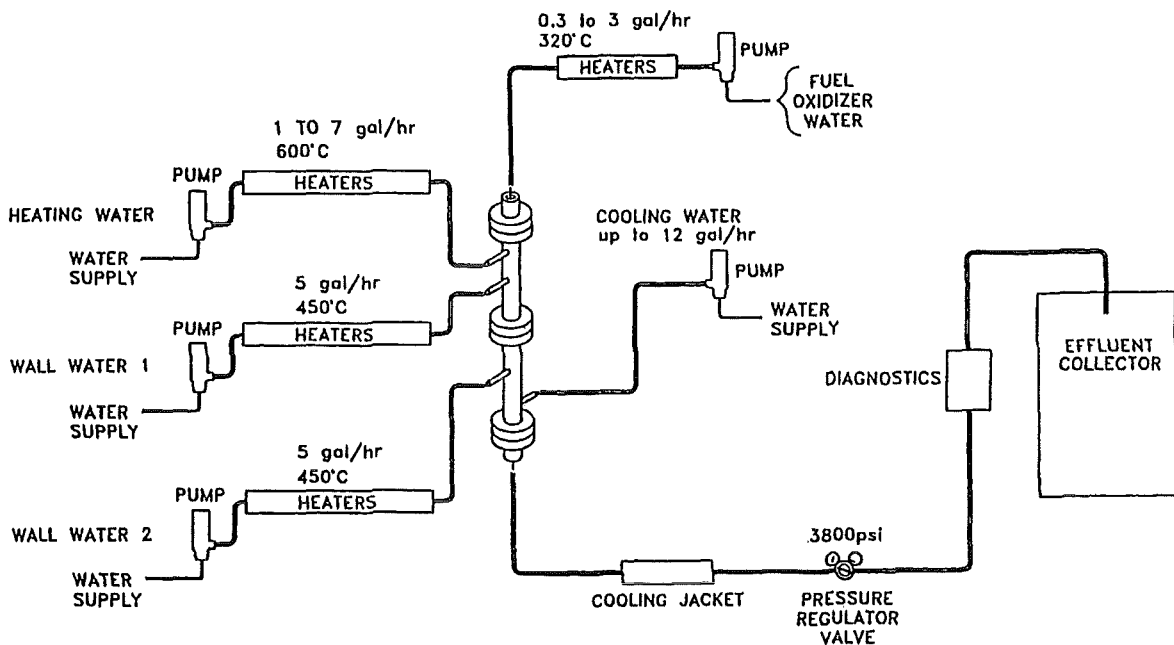 0.3 to 3 gal/hr
320°C
HEATERS
PUMP
FUEL
OXIDIZER
WATER
1 TO 7 gal/hr
600°C
PUMP
HEATERS
HEATING WATER
WATER
SUPPLY
COOLING WATER
up to 12 gal/hr
PUMP
WATER
SUPPLY
5 gal/hr
450°C
PUMP
HEATERS
WALL WATER 1
WATER
SUPPLY
EFFLUENT
COLLECTOR
DIAGNOSTICS
5 gal/hr
450°C
PUMP
HEATERS
WALL WATER 2
WATER
SUPPLY
.3800psi
COOLING JACKET
PRESSURE
REGULATOR
VALVE